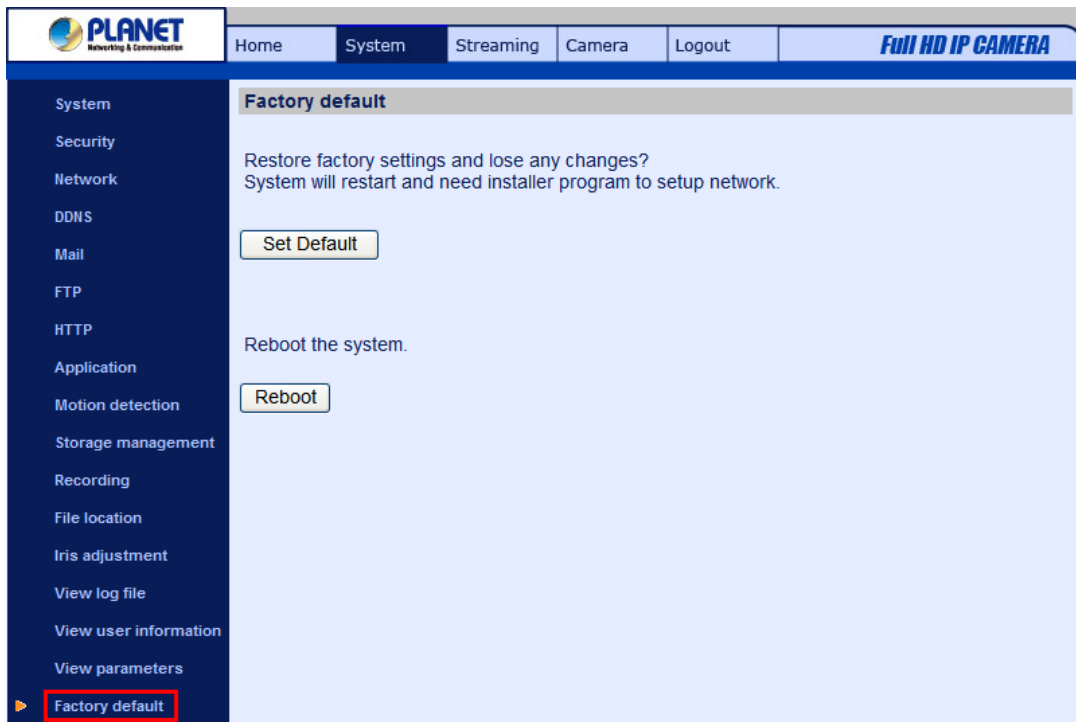 PLANET
Networking & Communication
Home
System
Streaming
Camera
Logout
Full HD IP CAMERA
System
Security
Network
DDNS
Mail
FTP
HTTP
Application
Motion detection
Storage management
Recording
File location
Iris adjustment
View log file
View user information
View parameters
Factory default
Factory default
Restore factory settings and lose any changes?
System will restart and need installer program to setup network.
Set Default
Reboot the system.
Reboot